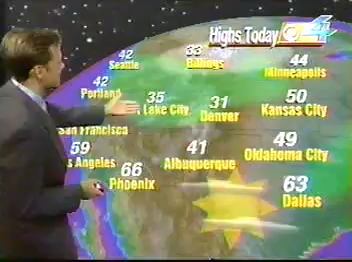 Highs Today
4
42
Seattle
33
Billings
44
Minneapolis
42
Portland
35
Lake City
31
Denver
50
Kansas City
San Francisco
59
s Angeles
66
Phoenix
41
Albuquerque
49
Oklahoma City
63
Dallas